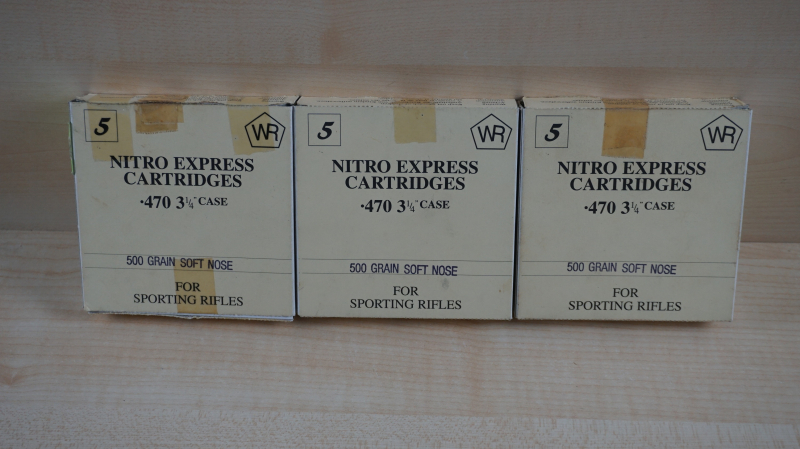 5
WR
NITRO EXPRESS
CARTRIDGES
·470 3¼" CASE
500 GRAIN SOFT NOSE
FOR
SPORTING RIFLES
5
WR
NITRO EXPRESS
CARTRIDGES
·470 3¼" CASE
500 GRAIN SOFT NOSE
FOR
SPORTING RIFLES
5
WR
NITRO EXPRESS
CARTRIDGES
·470 3¼" CASE
500 GRAIN SOFT NOSE
FOR
SPORTING RIFLES